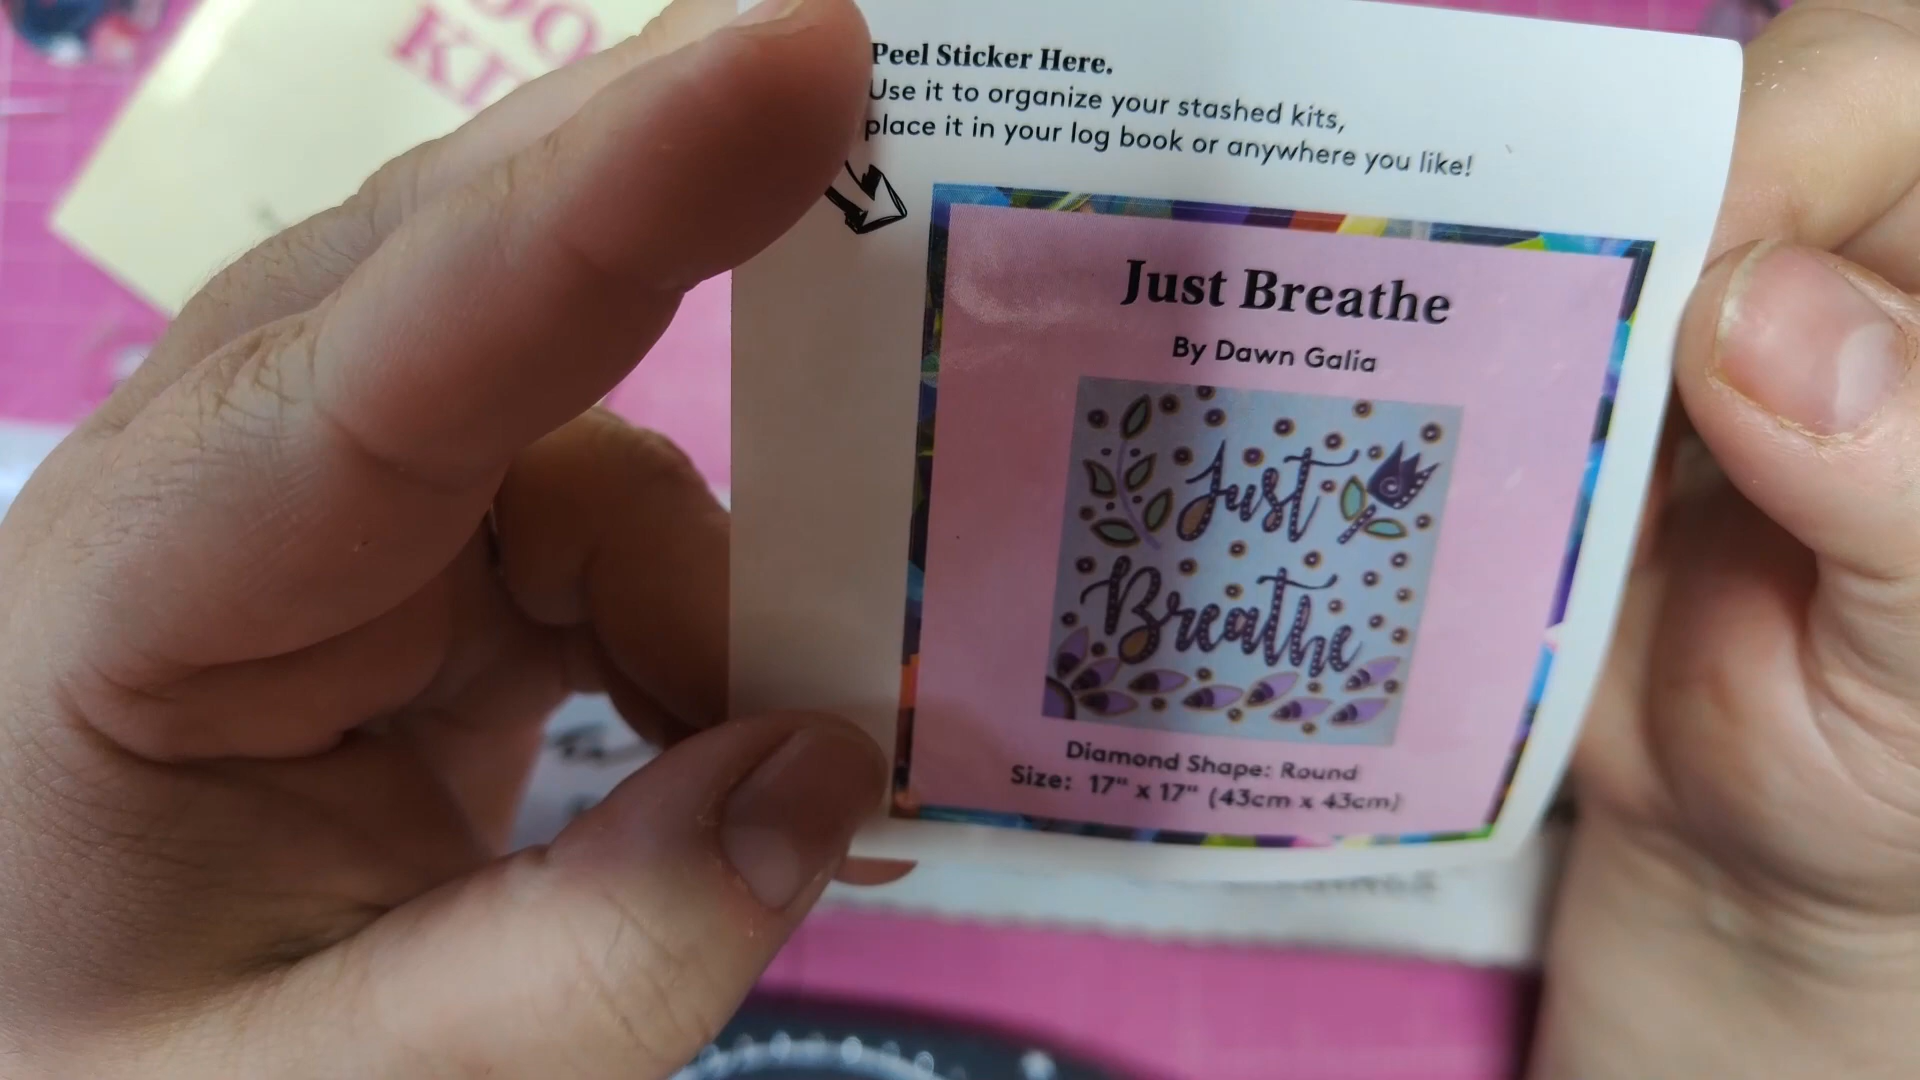 Peel Sticker Here.
Use it to organize your stashed kits,
place it in your log book or anywhere you like!
Just Breathe
By Dawn Galia
Just
Breathe
Diamond Shape: Round
Size: 17" x 17" (43cm x 43cm)